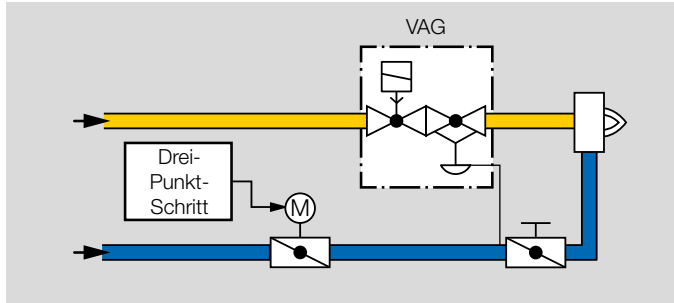 VAG
Drei-
Punkt-
Schritt
M